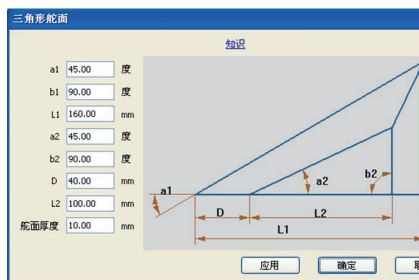 三角形舵面
知识
a1 45.00 度
b1 90.00 度
L1 160.00 mm
a2 45.00 度
b2 90.00 度
D 40.00 mm
L2 100.00 mm
舵面厚度 10.00 mm
a1
a2
b2
D
L2
L1
应用
确定